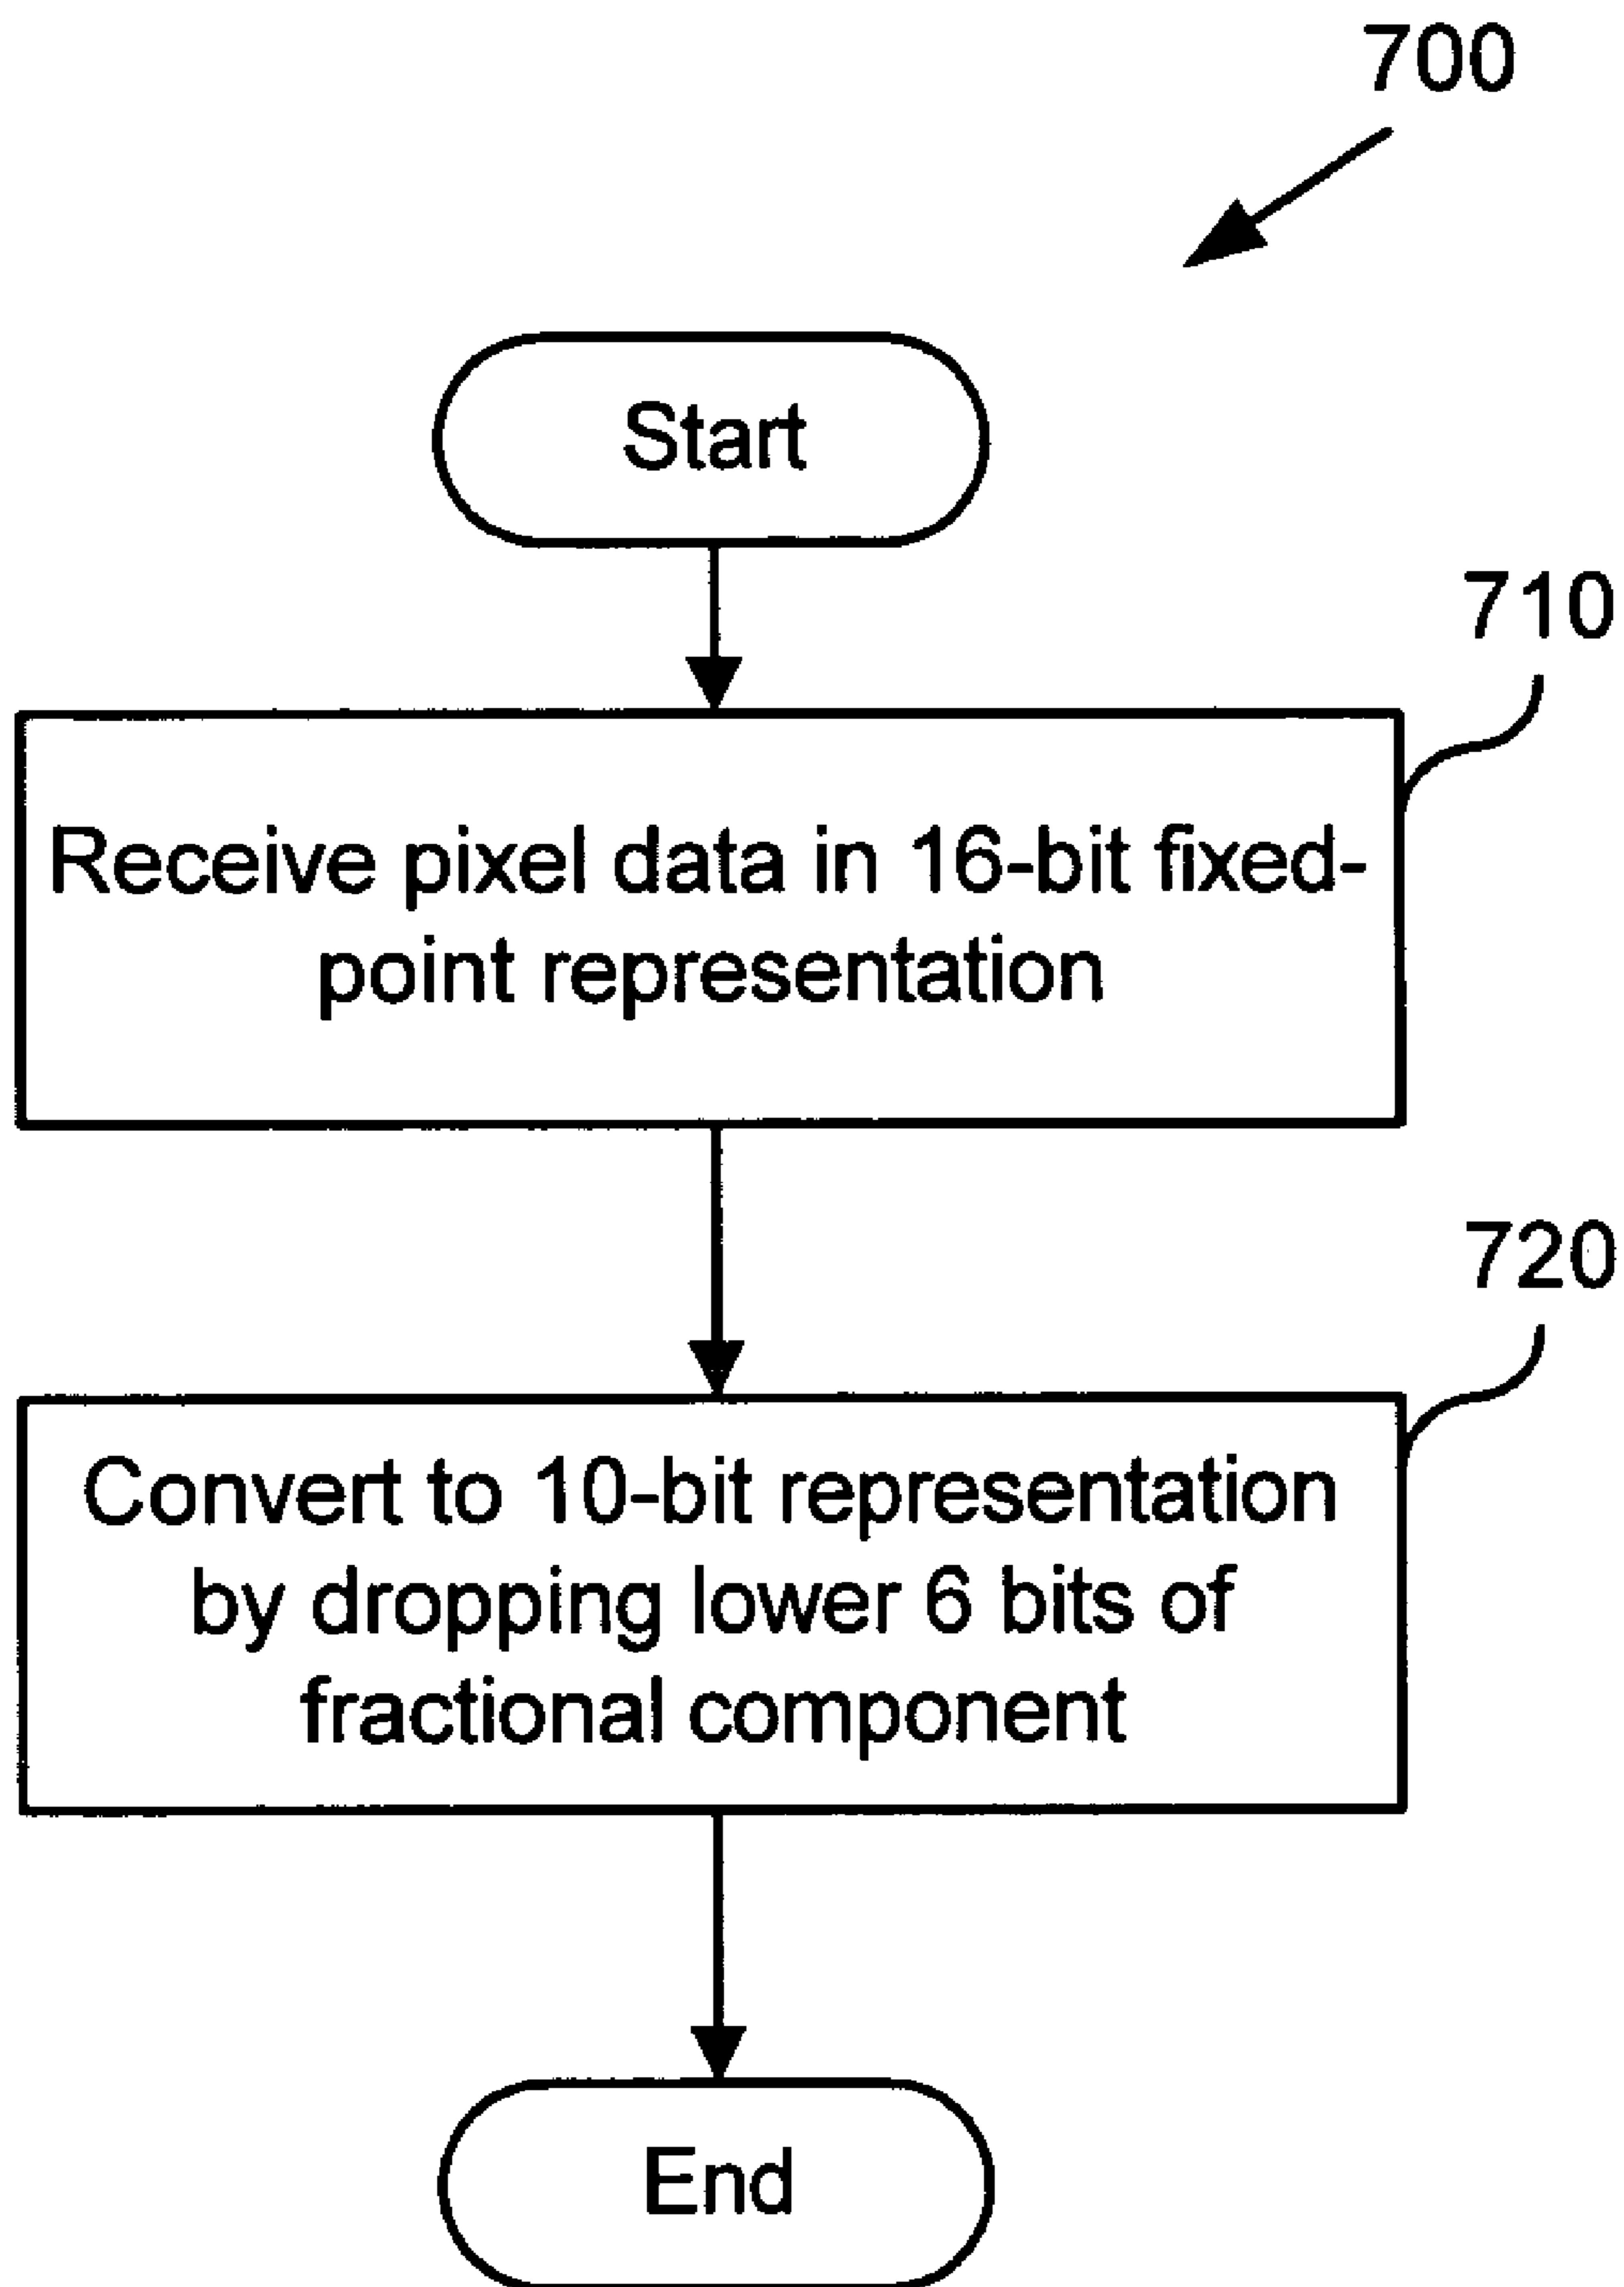 700
Start
710
Receive pixel data in 16-bit fixed-
point representation
720
Convert to 10-bit representation
by dropping lower 6 bits of
fractional component
End